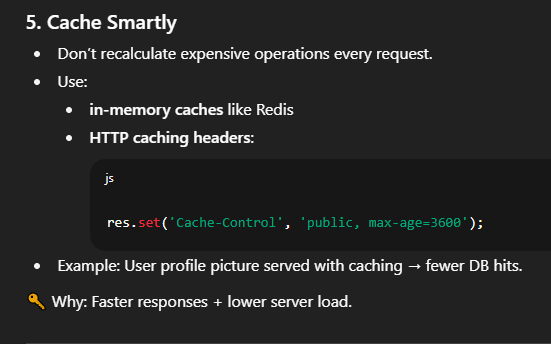 5. Cache Smartly
• Don't recalculate expensive operations every request.
• Use:
• in-memory caches like Redis
• HTTP caching headers:
js
res.set('Cache-Control', 'public, max-age=3600');
• Example: User profile picture served with caching → fewer DB hits.
🔑 Why: Faster responses + lower server load.